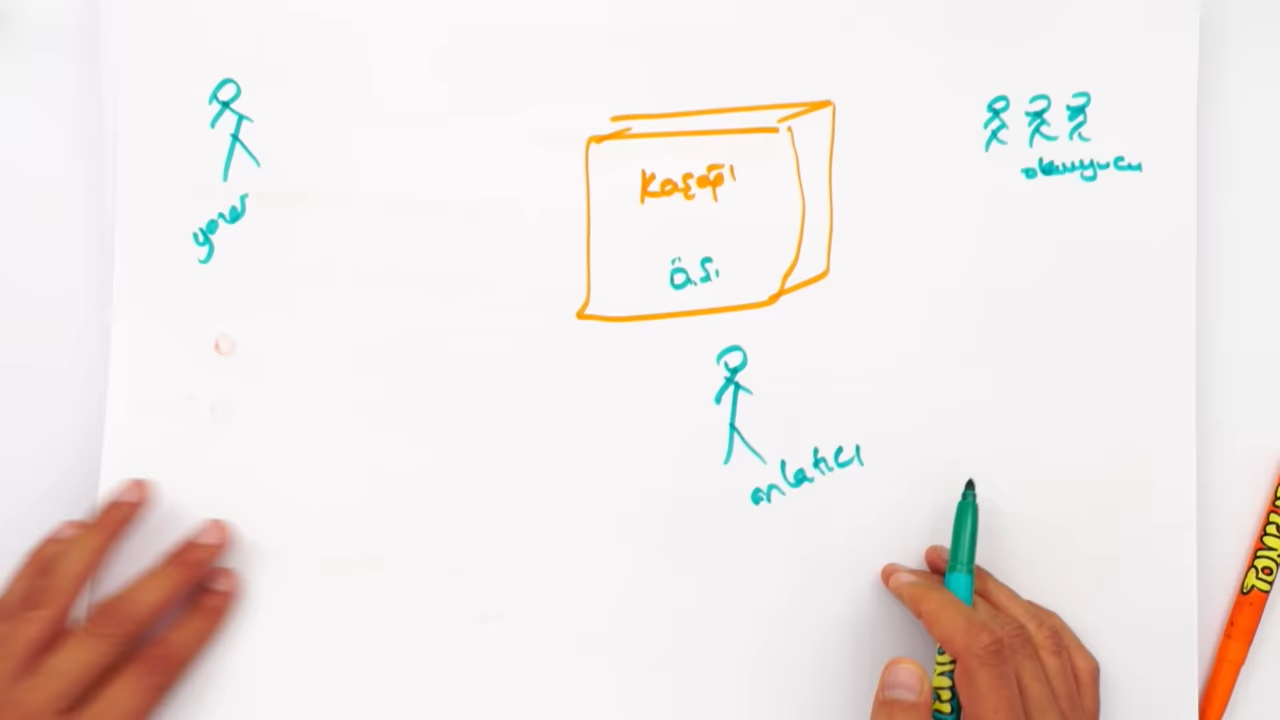 yazar
Kaşağı
Ö.S.
okuyucu
anlatıcı